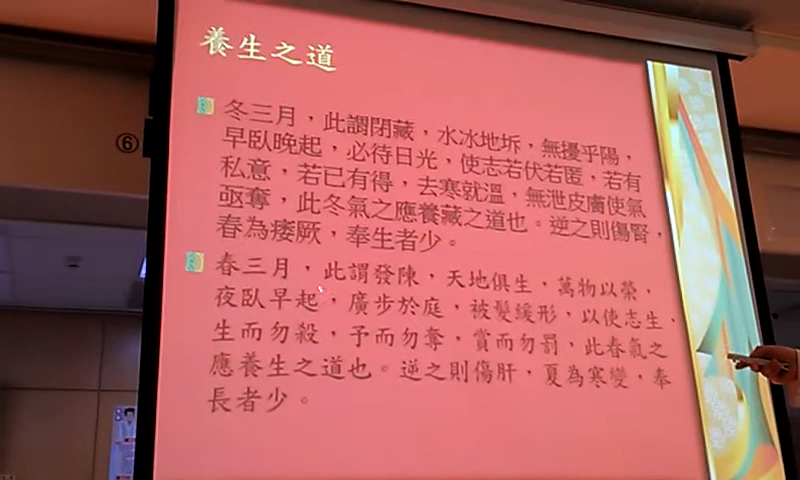 養生之道
冬三月，此謂閉藏，水冰地坼，無擾乎陽，
早臥晚起，必待日光，使志若伏若匿，若有
私意，若已有得，去寒就溫，無泄皮膚使氣
亟奪，此冬氣之應養藏之道也。逆之則傷腎，
春為痿厥，奉生者少。
春三月，此謂發陳，天地俱生，萬物以榮，
夜臥早起，廣步於庭，被髮緩形，以使志生，
生而勿殺，予而勿奪，賞而勿罰，此春氣之
應養生之道也。逆之則傷肝，夏為寒變，奉
長者少。
⑥